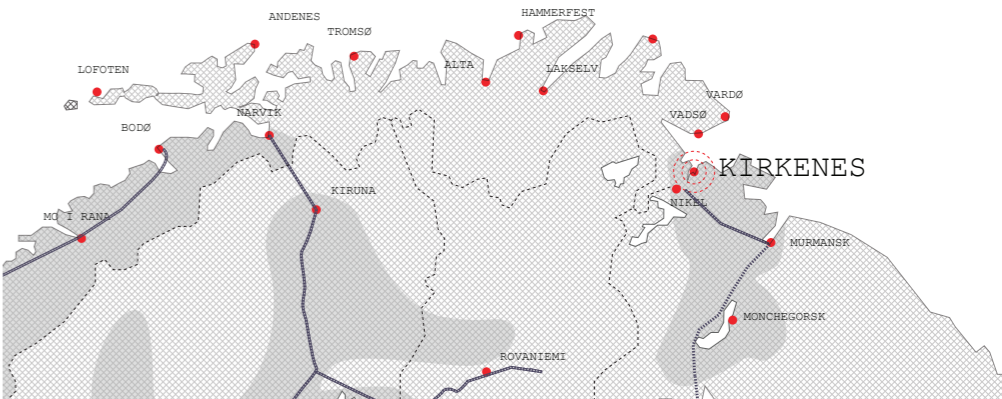 ANDENES
HAMMERFEST
TROMSØ
ALTA
LOFOTEN
LAKSELV
VARDØ
NARVIK
VADSØ
BODØ
KIRKENES
KIRUNA
NIKEL
MO I RANA
MURMANSK
MONCHEGORSK
ROVANIEMI